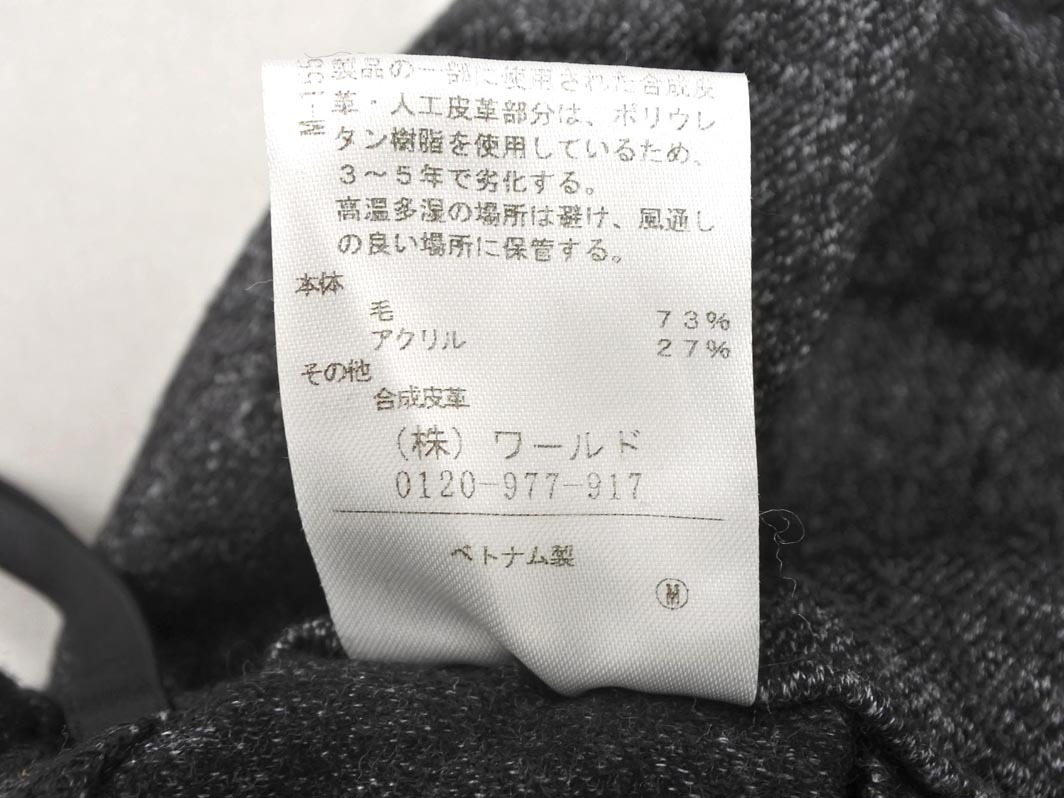 製品の一部に使用された合成皮
革・人工皮革部分は、ポリウレ
タン樹脂を使用しているため、
3〜5年で劣化する。
高温多湿の場所は避け、風通し
の良い場所に保管する。
本体
毛 73%
アクリル 27%
その他
合成皮革
(株)ワールド
0120-977-917
ベトナム製
M